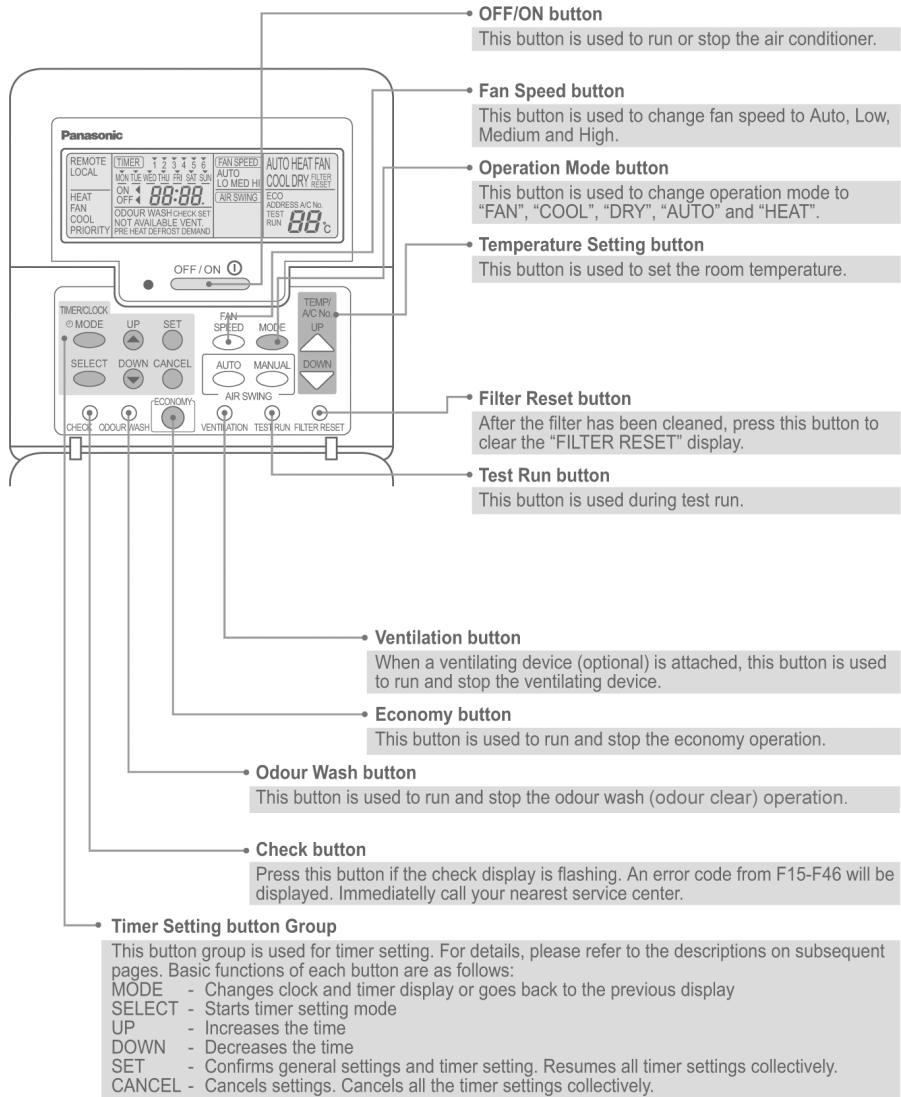 OFF/ON button
This button is used to run or stop the air conditioner.
Fan Speed button
This button is used to change fan speed to Auto, Low,
Medium and High.
Operation Mode button
This button is used to change operation mode to
“FAN”, “COOL”, “DRY”, “AUTO” and “HEAT”.
Temperature Setting button
This button is used to set the room temperature.
Panasonic
REMOTE
LOCAL
HEAT
FAN
COOL
PRIORITY
TIMER 1 2 3 4 5 6
MON TUE WED THU FRI SAT SUN
ON
OFF 88:88.
ODOUR WASH CHECK SET
NOT AVAILABLE VENT.
PRE HEAT DEFROST DEMAND
FAN SPEED
AUTO
LO MED HI
AIR SWING
AUTO HEAT FAN
COOL DRY FILTER RESET
ECO
ADDRESS A/C No.
TEST
RUN 88 °C
OFF / ON
TIMER/CLOCK
MODE UP SET
SELECT DOWN CANCEL
FAN
SPEED MODE
AUTO MANUAL
AIR SWING
TEMP/
A/C No.
UP
DOWN
ECONOMY
CHECK ODOUR WASH VENTILATION TEST RUN FILTER RESET
Filter Reset button
After the filter has been cleaned, press this button to
clear the “FILTER RESET” display.
Test Run button
This button is used during test run.
Ventilation button
When a ventilating device (optional) is attached, this button is used
to run and stop the ventilating device.
Economy button
This button is used to run and stop the economy operation.
Odour Wash button
This button is used to run and stop the odour wash (odour clear) operation.
Check button
Press this button if the check display is flashing. An error code from F15-F46 will be
displayed. Immediatelly call your nearest service center.
Timer Setting button Group
This button group is used for timer setting. For details, please refer to the descriptions on subsequent
pages. Basic functions of each button are as follows:
MODE - Changes clock and timer display or goes back to the previous display
SELECT - Starts timer setting mode
UP - Increases the time
DOWN - Decreases the time
SET - Confirms general settings and timer setting. Resumes all timer settings collectively.
CANCEL - Cancels settings. Cancels all the timer settings collectively.